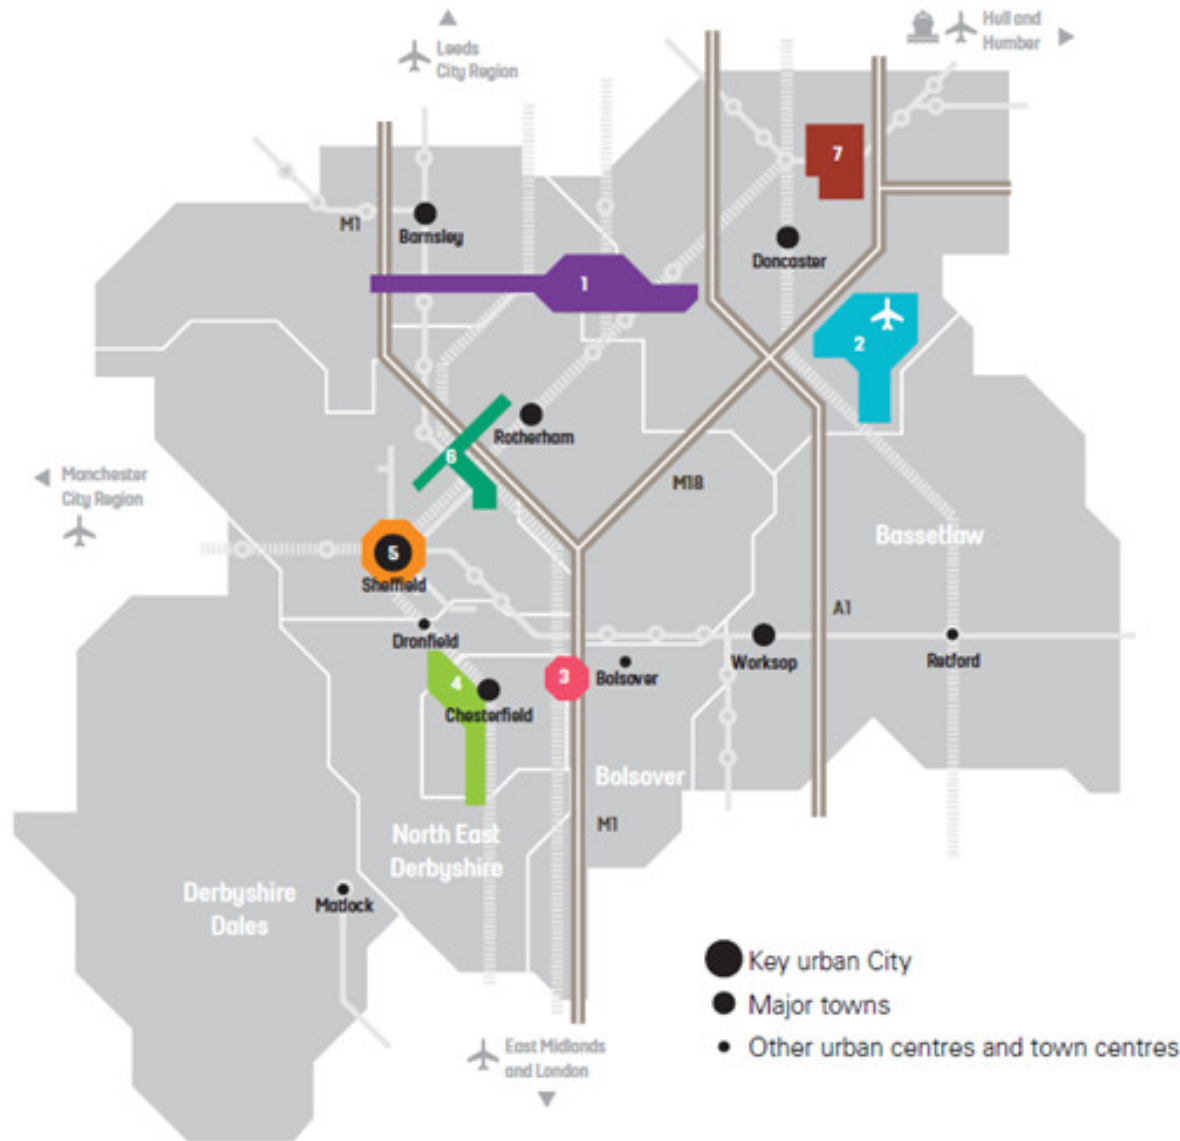 Leeds
City Region
Hull and
Humber
7
M1
Barnsley
Doncaster
1
2
Rotherham
6
M18
Manchester
City Region
Bassetlaw
5
Sheffield
A1
Dronfield
Worksop
Retford
3
Bolsover
4
Chesterfield
Bolsover
M1
North East
Derbyshire
Derbyshire
Dales
Matlock
Key urban City
Major towns
Other urban centres and town centres
East Midlands
and London